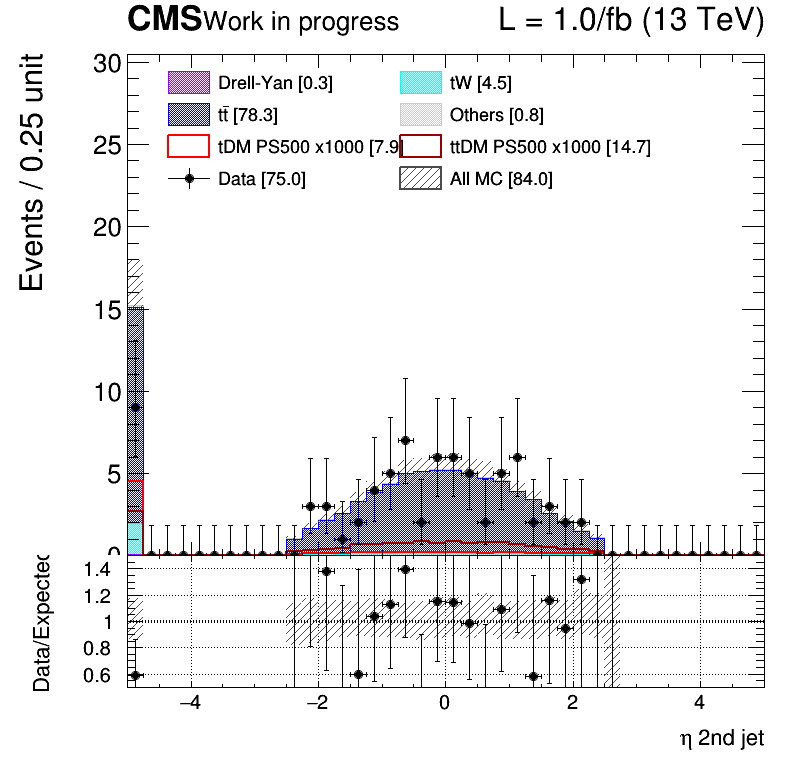 CMS Work in progress L = 1.0/fb (13 TeV)
Events / 0.25 unit
30
25
20
15
10
5
0
Drell-Yan [0.3]
tW [4.5]
tt̄ [78.3]
Others [0.8]
tDM PS500 x1000 [7.9
ttDM PS500 x1000 [14.7]
Data [75.0]
All MC [84.0]
Data/Expected
1.4
1.2
1
0.8
0.6
−4 −2 0 2 4
η 2nd jet